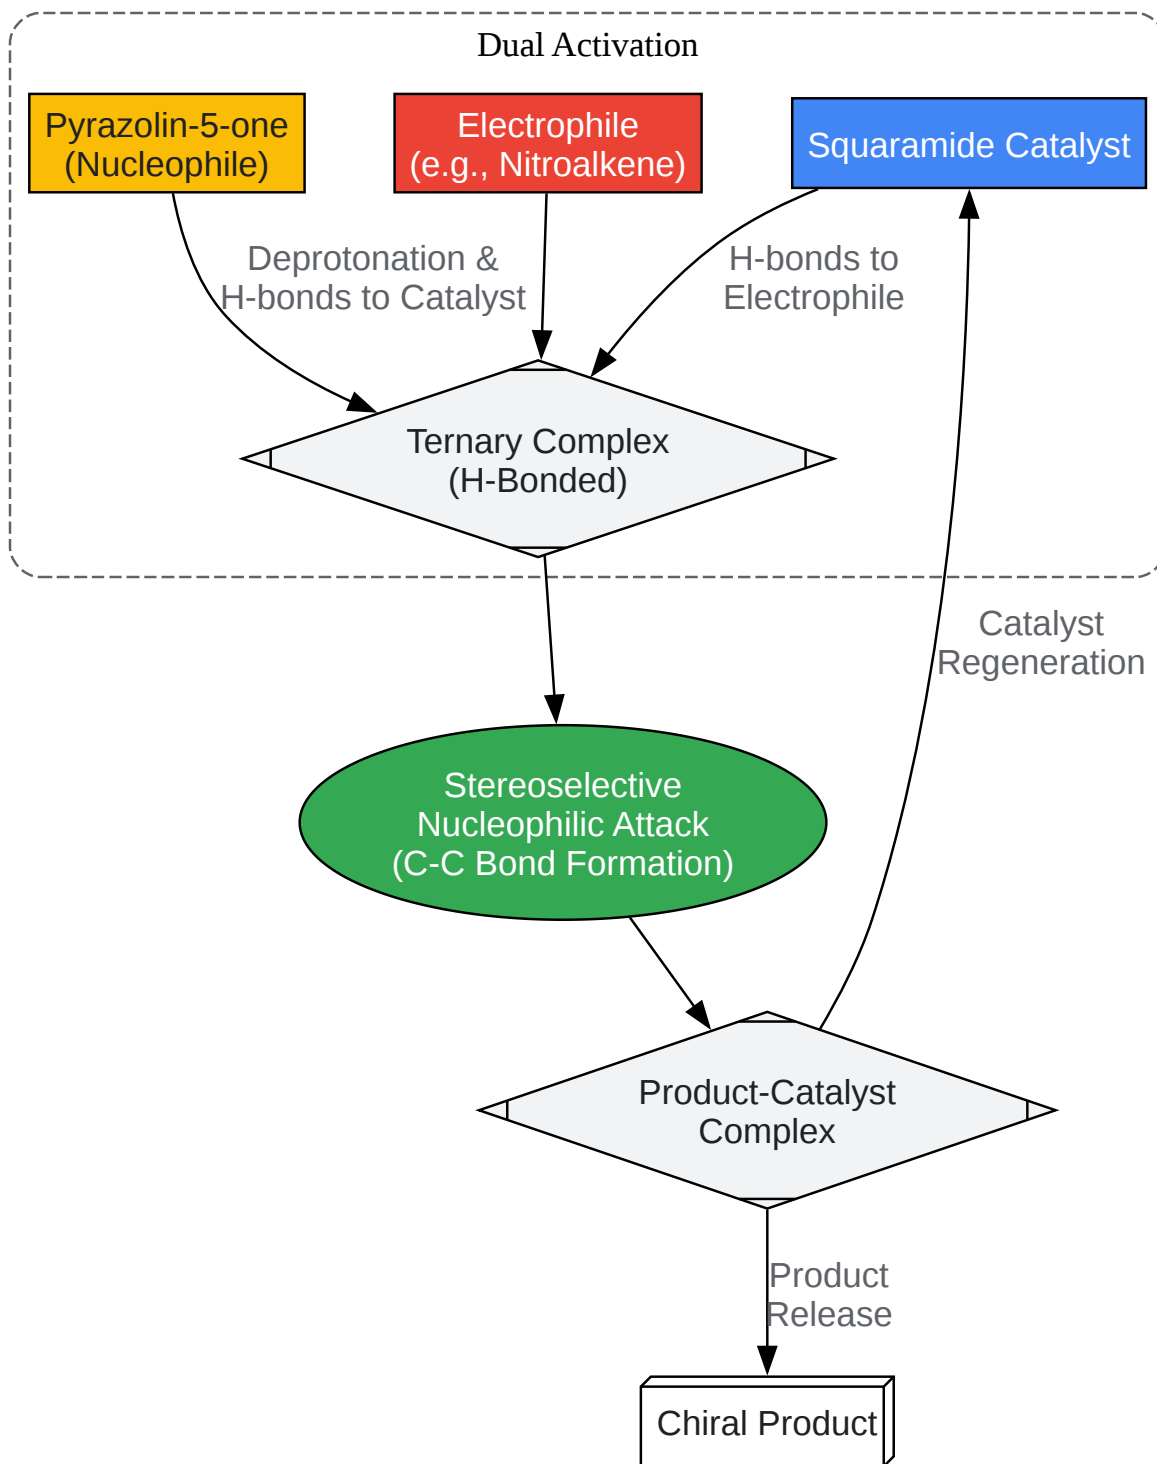 Dual Activation
Pyrazolin-5-one
(Nucleophile)
Electrophile
(e.g., Nitroalkene)
Squaramide Catalyst
Deprotonation &
H-bonds to Catalyst
H-bonds to
Electrophile
Ternary Complex
(H-Bonded)
Catalyst
Regeneration
Stereoselective
Nucleophilic Attack
(C-C Bond Formation)
Product-Catalyst
Complex
Product
Release
Chiral Product